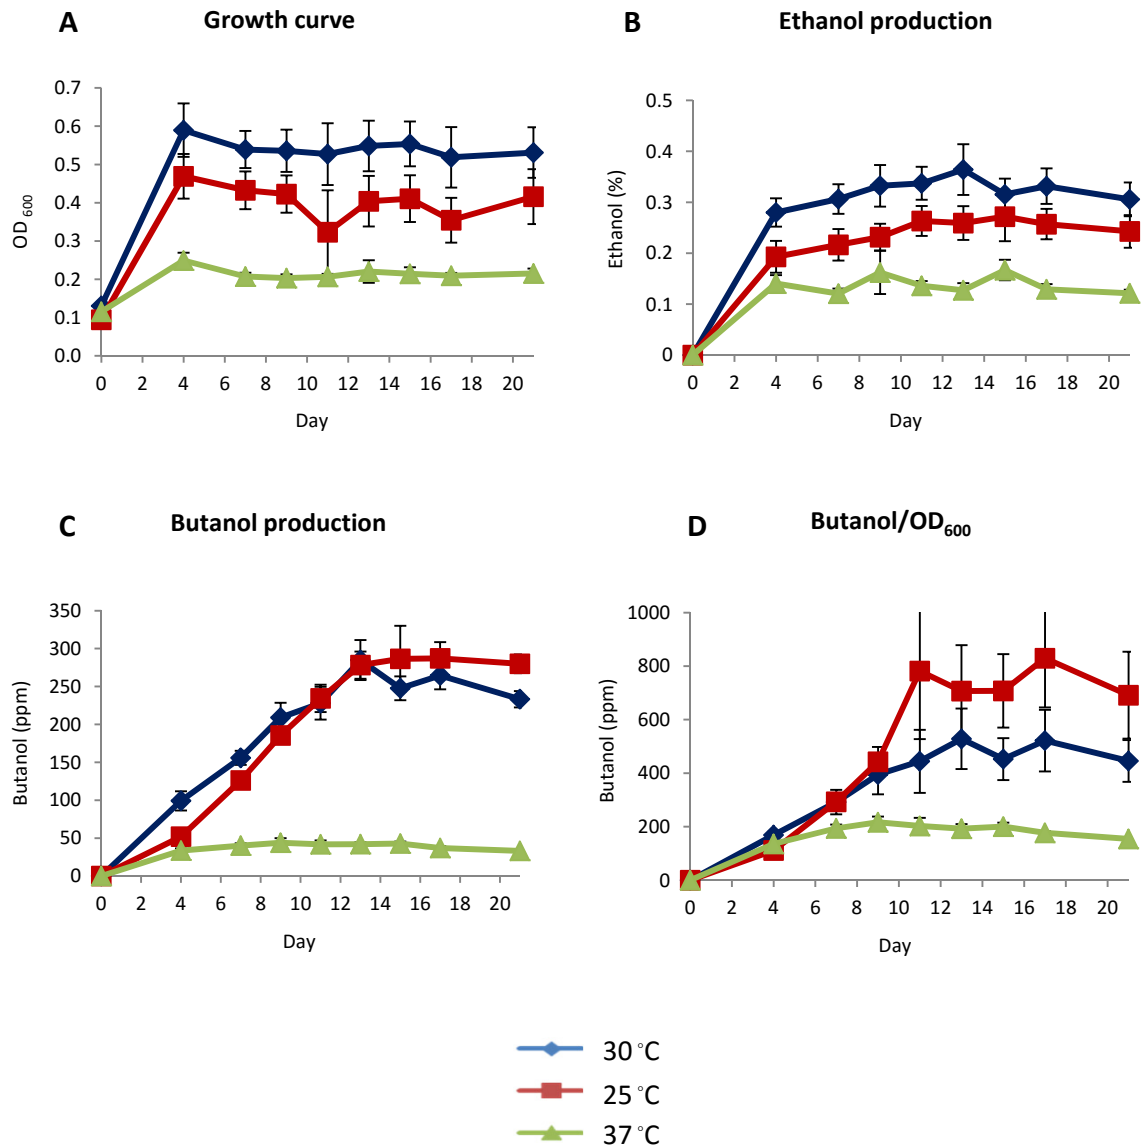 A Growth curve
0.7
0.6
0.5
0.4
0.3
0.2
0.1
0.0
OD 600
0 2 4 6 8 10 12 14 16 18 20
Day
B Ethanol production
0.5
0.4
0.3
0.2
0.1
0
Ethanol (%)
0 2 4 6 8 10 12 14 16 18 20
Day
C Butanol production
350
300
250
200
150
100
50
0
Butanol (ppm)
0 2 4 6 8 10 12 14 16 18 20
Day
D Butanol/OD600
1000
800
600
400
200
0
Butanol (ppm)
0 2 4 6 8 10 12 14 16 18 20
Day
30 °C
25 °C
37 °C